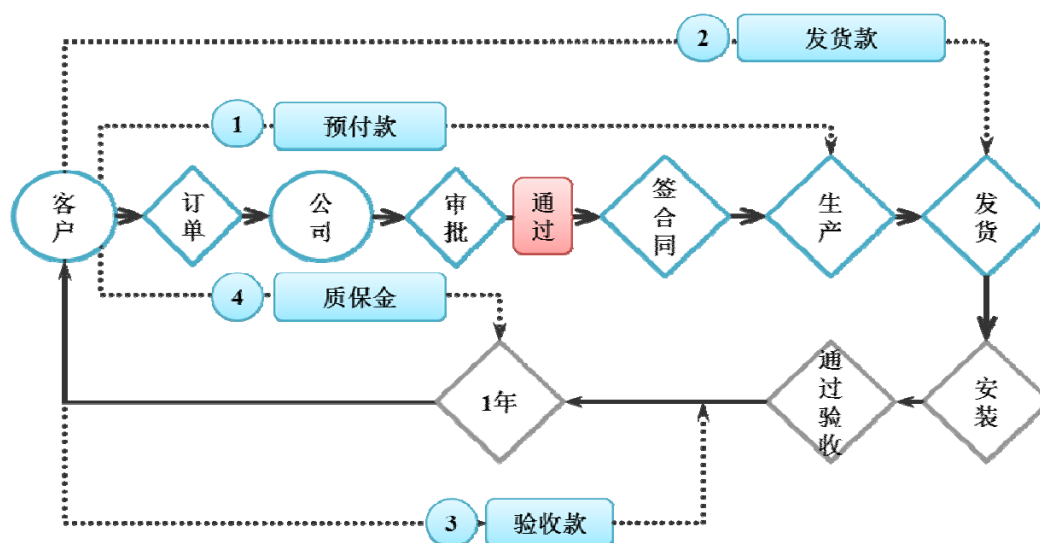 2
发货款
1
预付款
客户
订单
公司
审批
通过
签合同
生产
发货
4
质保金
1年
通过验收
安装
3
验收款